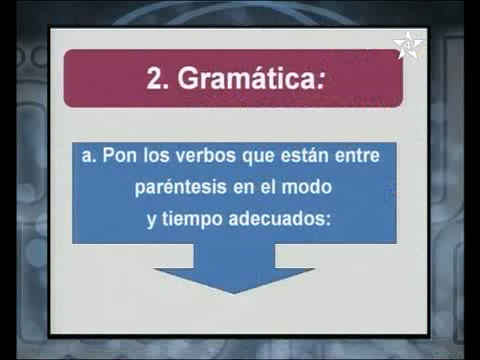 2. Gramática:
a. Pon los verbos que están entre
paréntesis en el modo
y tiempo adecuados: